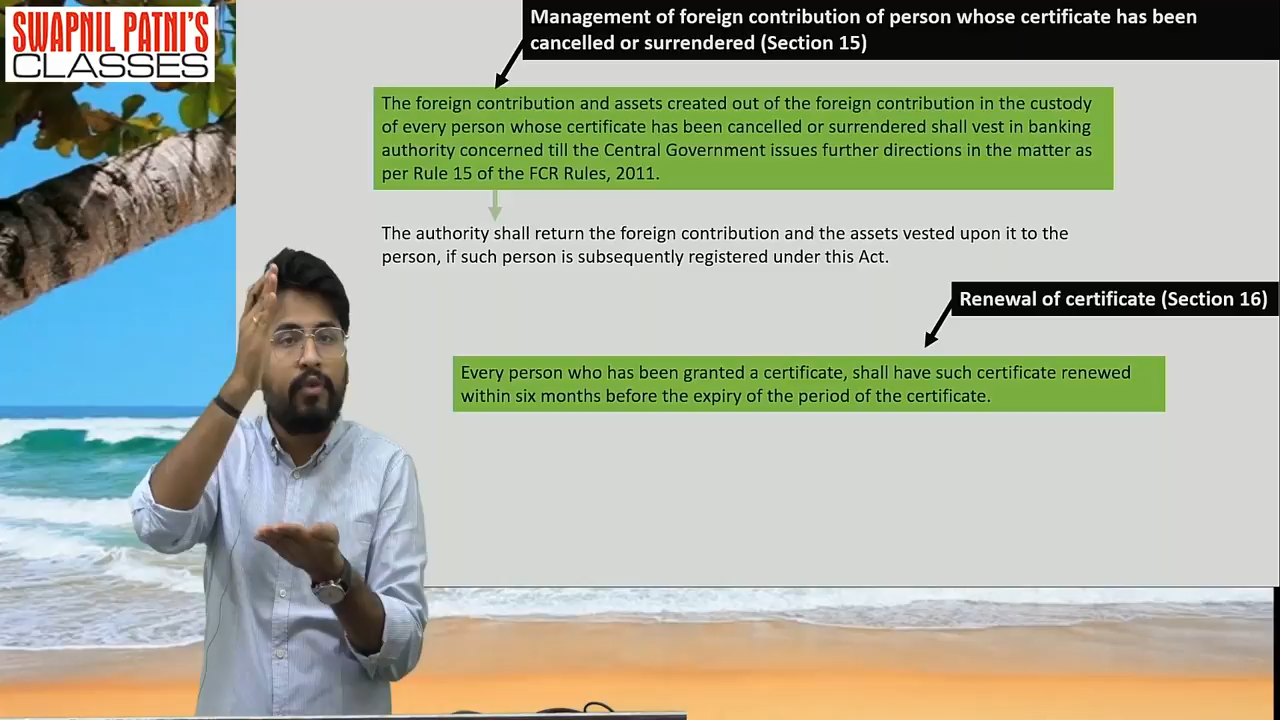 SWAPNIL PATNI'S
CLASSES
Management of foreign contribution of person whose certificate has been
cancelled or surrendered (Section 15)
The foreign contribution and assets created out of the foreign contribution in the custody
of every person whose certificate has been cancelled or surrendered shall vest in banking
authority concerned till the Central Government issues further directions in the matter as
per Rule 15 of the FCR Rules, 2011.
The authority shall return the foreign contribution and the assets vested upon it to the
person, if such person is subsequently registered under this Act.
Renewal of certificate (Section 16)
Every person who has been granted a certificate, shall have such certificate renewed
within six months before the expiry of the period of the certificate.